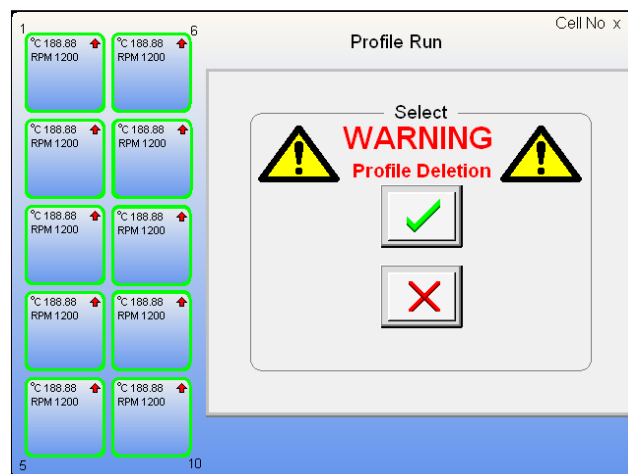 Cell No x
Profile Run
1
6
°C 188.88
RPM 1200
°C 188.88
RPM 1200
°C 188.88
RPM 1200
°C 188.88
RPM 1200
°C 188.88
RPM 1200
°C 188.88
RPM 1200
°C 188.88
RPM 1200
°C 188.88
RPM 1200
°C 188.88
RPM 1200
°C 188.88
RPM 1200
5
10
Select
WARNING
Profile Deletion